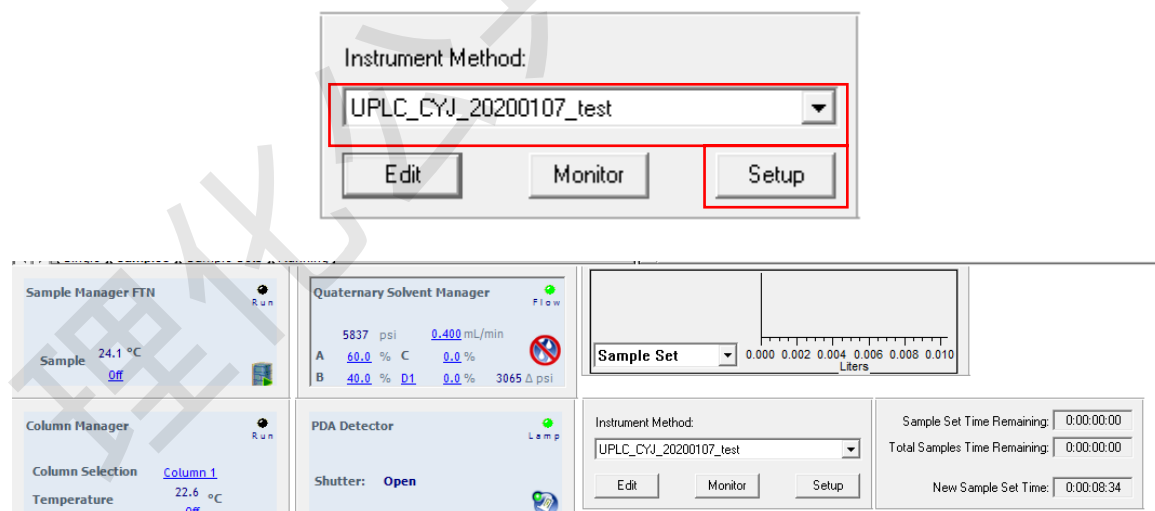 Instrument Method:
UPLC_CYJ_20200107_test
Edit Monitor Setup
Sample Manager FTN
Run
Sample 24.1 °C
Off
Quaternary Solvent Manager
Flow
5837 psi 0.400 mL/min
A 60.0 % C 0.0 %
B 40.0 % D1 0.0 % 3065 Δ psi
Sample Set
0.000 0.002 0.004 0.006 0.008 0.010
Liters
Column Manager
Run
Column Selection Column 1
Temperature 22.6 °C
Off
PDA Detector
Lamp
Shutter: Open
Instrument Method:
UPLC_CYJ_20200107_test
Edit Monitor Setup
Sample Set Time Remaining: 0:00:00:00
Total Samples Time Remaining: 0:00:00:00
New Sample Set Time: 0:00:08:34
理化公